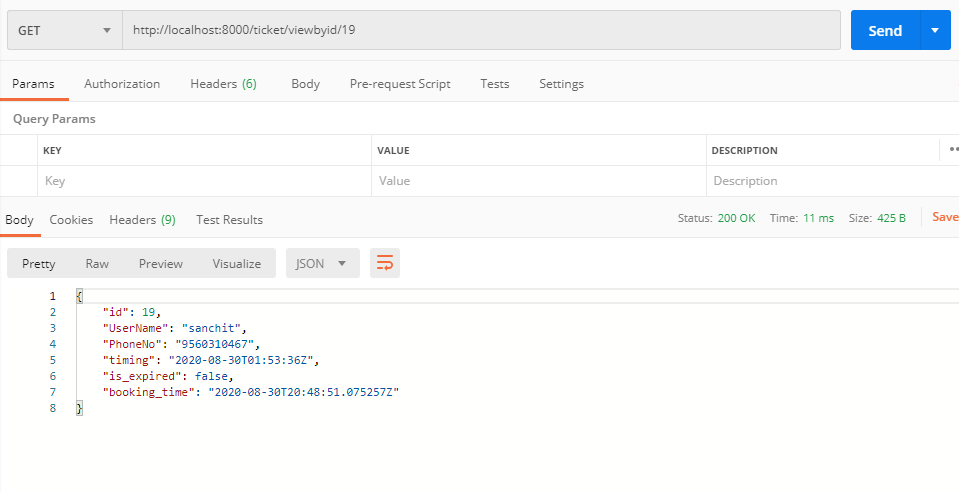 GET http://localhost:8000/ticket/viewbyid/19 Send
Params Authorization Headers (6) Body Pre-request Script Tests Settings
Query Params
KEY VALUE DESCRIPTION
Key Value Description
Body Cookies Headers (9) Test Results Status: 200 OK Time: 11 ms Size: 425 B Save
Pretty Raw Preview Visualize JSON
1 {
2 "id": 19,
3 "UserName": "sanchit",
4 "PhoneNo": "9560310467",
5 "timing": "2020-08-30T01:53:36Z",
6 "is_expired": false,
7 "booking_time": "2020-08-30T20:48:51.075257Z"
8 }